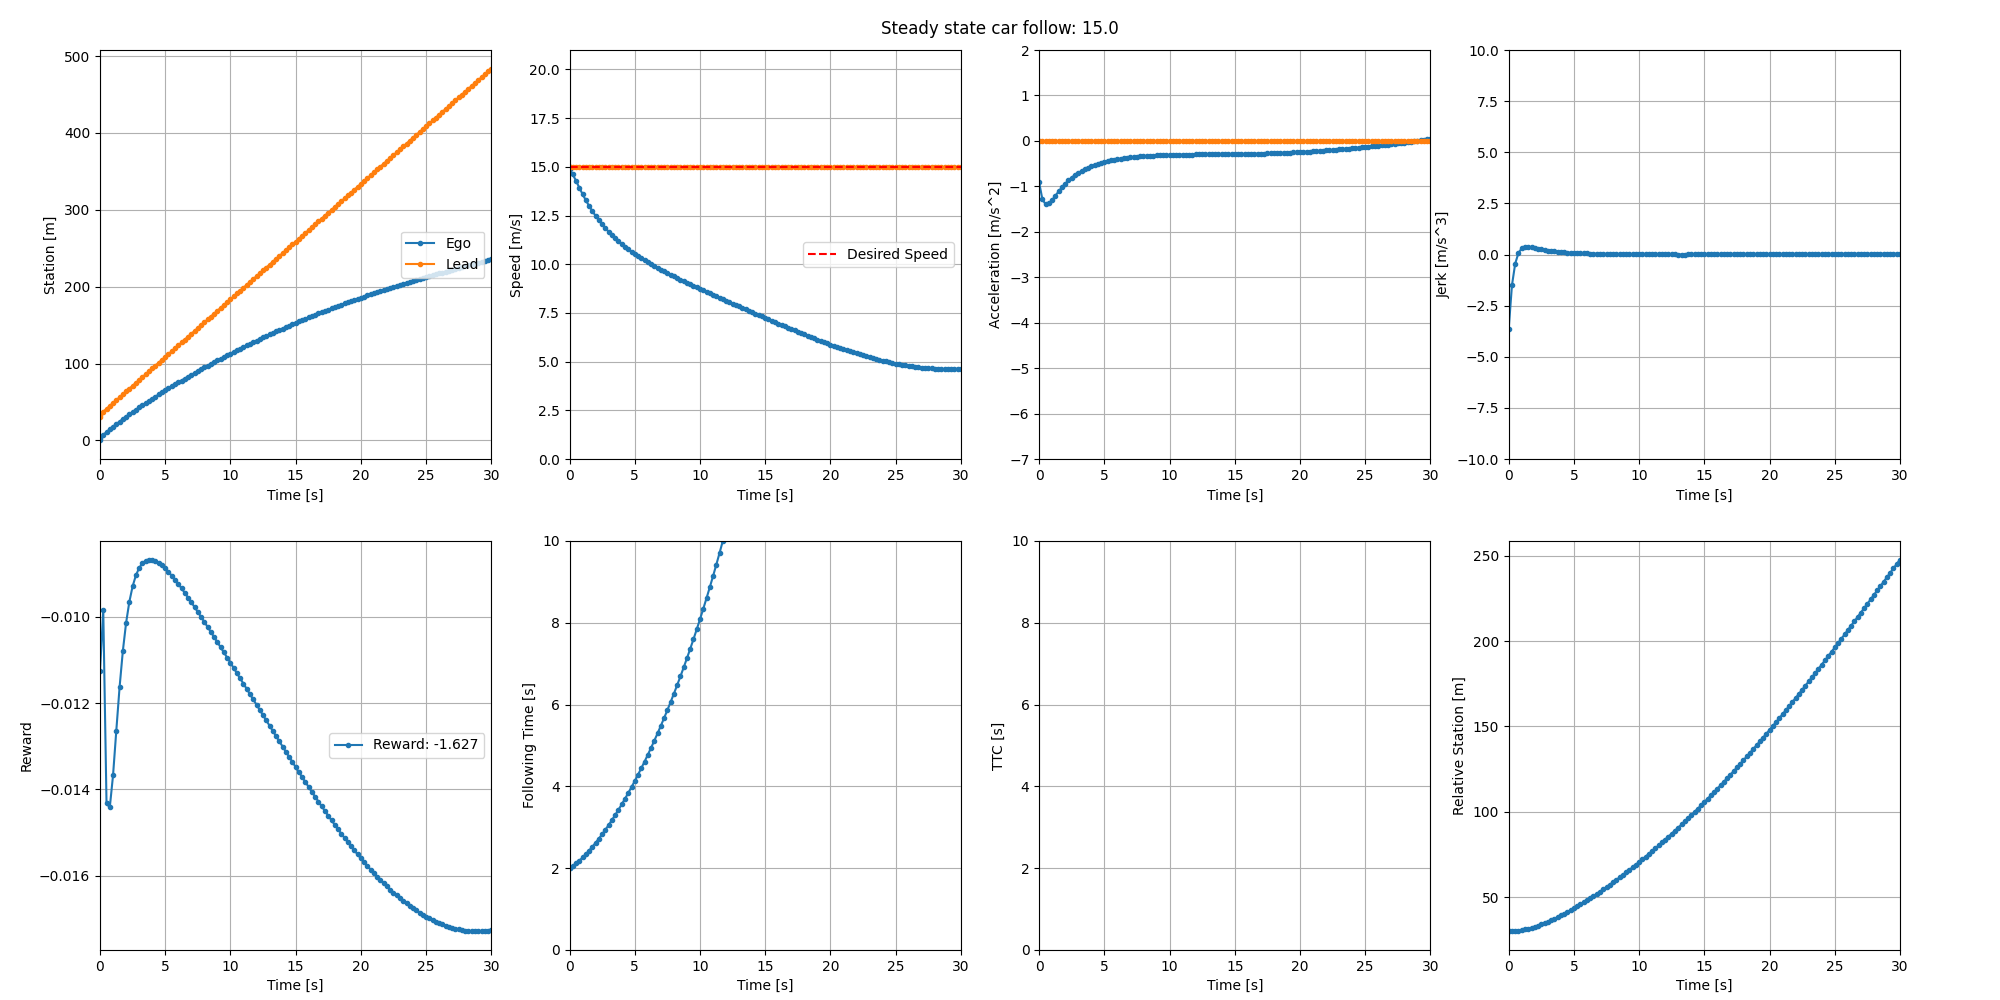 Steady state car follow: 15.0
Station [m]
500
400
300
200
100
0
Ego
Lead
0 5 10 15 20 25 30
Time [s]
Speed [m/s]
20.0
17.5
15.0
12.5
10.0
7.5
5.0
2.5
0.0
Desired Speed
0 5 10 15 20 25 30
Time [s]
Acceleration [m/s^2]
2
1
0
−1
−2
−3
−4
−5
−6
−7
0 5 10 15 20 25 30
Time [s]
Jerk [m/s^3]
10.0
7.5
5.0
2.5
0.0
−2.5
−5.0
−7.5
−10.0
0 5 10 15 20 25 30
Time [s]
Reward
−0.010
−0.012
−0.014
−0.016
Reward: -1.627
0 5 10 15 20 25 30
Time [s]
Following Time [s]
10
8
6
4
2
0
0 5 10 15 20 25 30
Time [s]
TTC [s]
10
8
6
4
2
0
0 5 10 15 20 25 30
Time [s]
Relative Station [m]
250
200
150
100
50
0 5 10 15 20 25 30
Time [s]